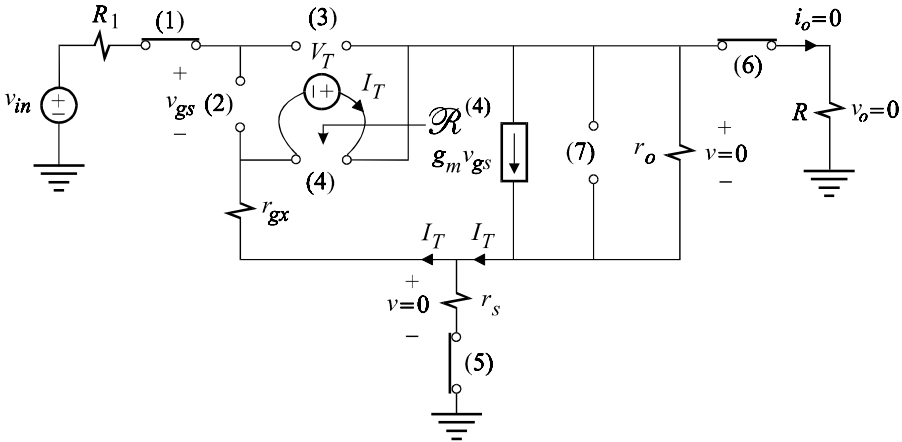 R1 (1) (3) io=0
VT
(6)
+ IT
vin vgs (2) ℛ(4) R vo=0
− gmvgs (7) ro + v=0 −
(4)
rgx
IT IT
+
v=0 rs
−
(5)